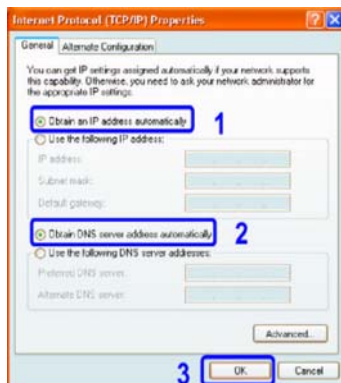 Internet Protocol (TCP/IP) Properties
General
Alternate Configuration
You can get IP settings assigned automatically if your network supports
this capability. Otherwise, you need to ask your network administrator for
the appropriate IP settings.
Obtain an IP address automatically
1
Use the following IP address:
IP address:
Subnet mask:
Default gateway:
Obtain DNS server address automatically
2
Use the following DNS server addresses:
Preferred DNS server:
Alternate DNS server:
Advanced...
3
OK
Cancel